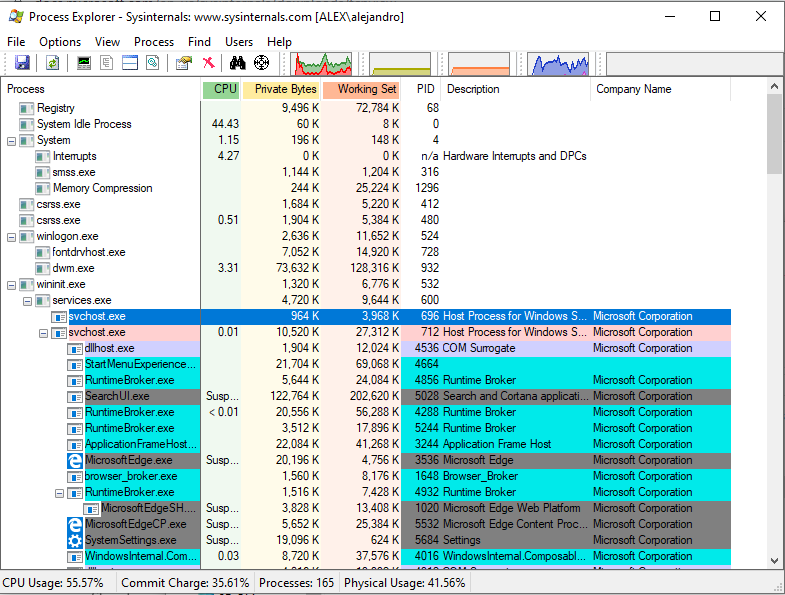 Process Explorer - Sysinternals: www.sysinternals.com [ALEX\alejandro]
File Options View Process Find Users Help
Process CPU Private Bytes Working Set PID Description Company Name
Registry 9,496 K 72,784 K 68
System Idle Process 44.43 60 K 8 K 0
System 1.15 196 K 148 K 4
Interrupts 4.27 0 K 0 K n/a Hardware Interrupts and DPCs
smss.exe 1,144 K 1,204 K 316
Memory Compression 244 K 25,224 K 1296
csrss.exe 1,684 K 5,220 K 412
csrss.exe 0.51 1,904 K 5,384 K 480
winlogon.exe 2,636 K 11,652 K 524
fontdrvhost.exe 7,052 K 14,920 K 728
dwm.exe 3.31 73,632 K 128,316 K 932
wininit.exe 1,320 K 6,776 K 532
services.exe 4,720 K 9,644 K 600
svchost.exe 964 K 3,968 K 696 Host Process for Windows S... Microsoft Corporation
svchost.exe 0.01 10,520 K 27,312 K 712 Host Process for Windows S... Microsoft Corporation
dllhost.exe 1,904 K 12,024 K 4536 COM Surrogate Microsoft Corporation
StartMenuExperience... 21,704 K 69,068 K 4664
RuntimeBroker.exe 5,644 K 24,084 K 4856 Runtime Broker Microsoft Corporation
SearchUI.exe Susp... 122,764 K 202,620 K 5028 Search and Cortana applicati... Microsoft Corporation
RuntimeBroker.exe < 0.01 20,556 K 56,288 K 4288 Runtime Broker Microsoft Corporation
RuntimeBroker.exe 3,512 K 17,896 K 5244 Runtime Broker Microsoft Corporation
ApplicationFrameHost... 22,084 K 41,268 K 3244 Application Frame Host Microsoft Corporation
MicrosoftEdge.exe Susp... 20,196 K 4,756 K 3536 Microsoft Edge Microsoft Corporation
browser_broker.exe 1,560 K 8,176 K 1648 Browser_Broker Microsoft Corporation
RuntimeBroker.exe 1,516 K 7,428 K 4932 Runtime Broker Microsoft Corporation
MicrosoftEdgeSH.... Susp... 3,828 K 13,408 K 1020 Microsoft Edge Web Platform Microsoft Corporation
MicrosoftEdgeCP.exe Susp... 5,652 K 25,384 K 5532 Microsoft Edge Content Proc... Microsoft Corporation
SystemSettings.exe Susp... 19,096 K 624 K 5684 Settings Microsoft Corporation
WindowsInternal.Com... 0.03 8,720 K 37,576 K 4016 WindowsInternal.Composabl... Microsoft Corporation
CPU Usage: 55.57% Commit Charge: 35.61% Processes: 165 Physical Usage: 41.56%